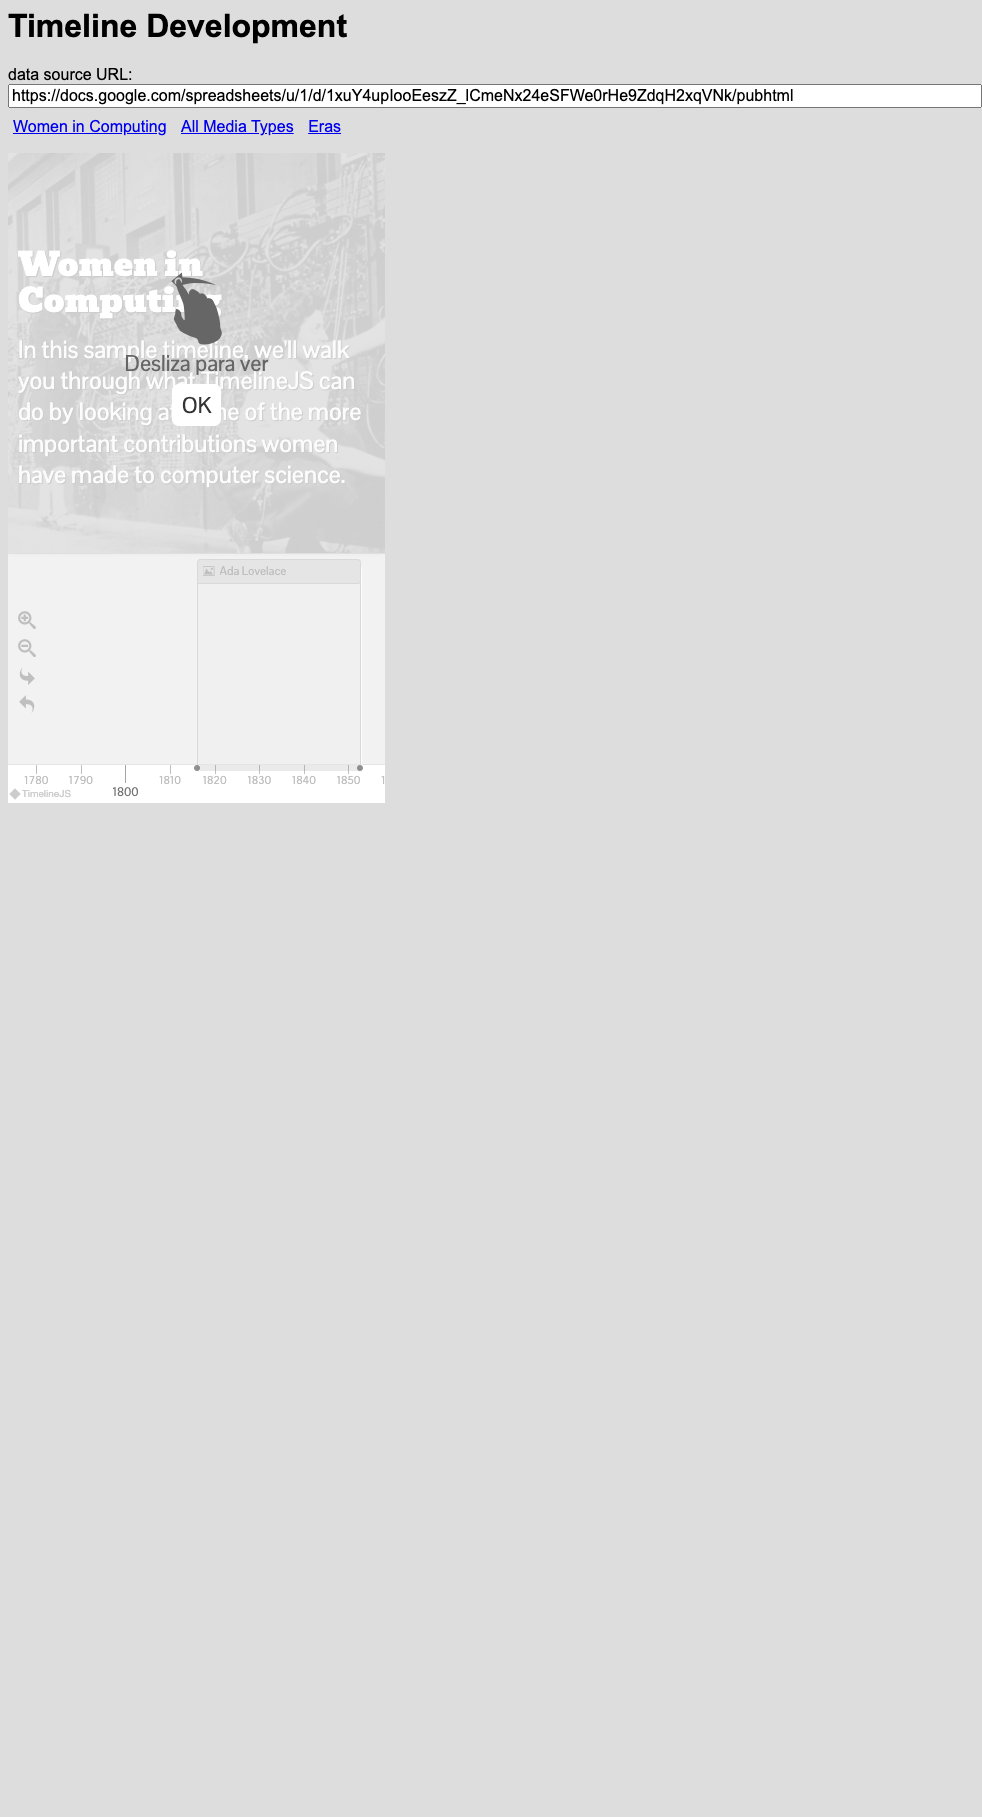 Timeline Development
data source URL:
https://docs.google.com/spreadsheets/u/1/d/1xuY4upIooEeszZ_lCmeNx24eSFWe0rHe9ZdqH2xqVNk/pubhtml
Women in Computing All Media Types Eras
Women in
Computing
In this sample timeline, we'll walk
Desliza para ver
you through what TimelineJS can
OK
do by looking at some of the more
important contributions women
have made to computer science.
Ada Lovelace
1780 1790 1800 1810 1820 1830 1840 1850
TimelineJS